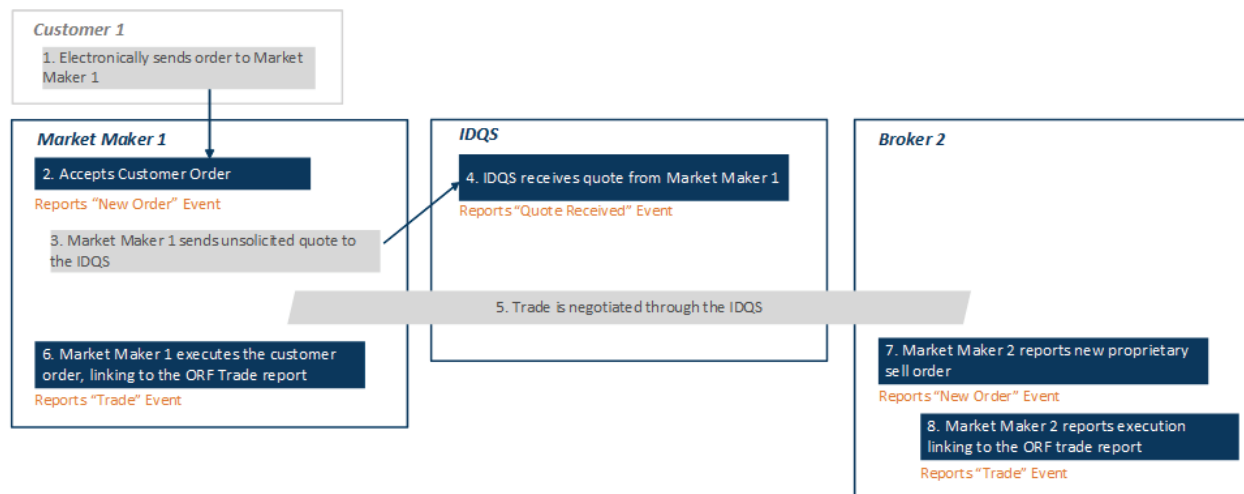 Customer 1
1. Electronically sends order to Market
Maker 1
Market Maker 1
2. Accepts Customer Order
Reports “New Order” Event
3. Market Maker 1 sends unsolicited quote to
the IDQS
IDQS
4. IDQS receives quote from Market Maker 1
Reports “Quote Received” Event
Broker 2
5. Trade is negotiated through the IDQS
6. Market Maker 1 executes the customer
order, linking to the ORF Trade report
Reports “Trade” Event
7. Market Maker 2 reports new proprietary
sell order
Reports “New Order” Event
8. Market Maker 2 reports execution
linking to the ORF trade report
Reports “Trade” Event